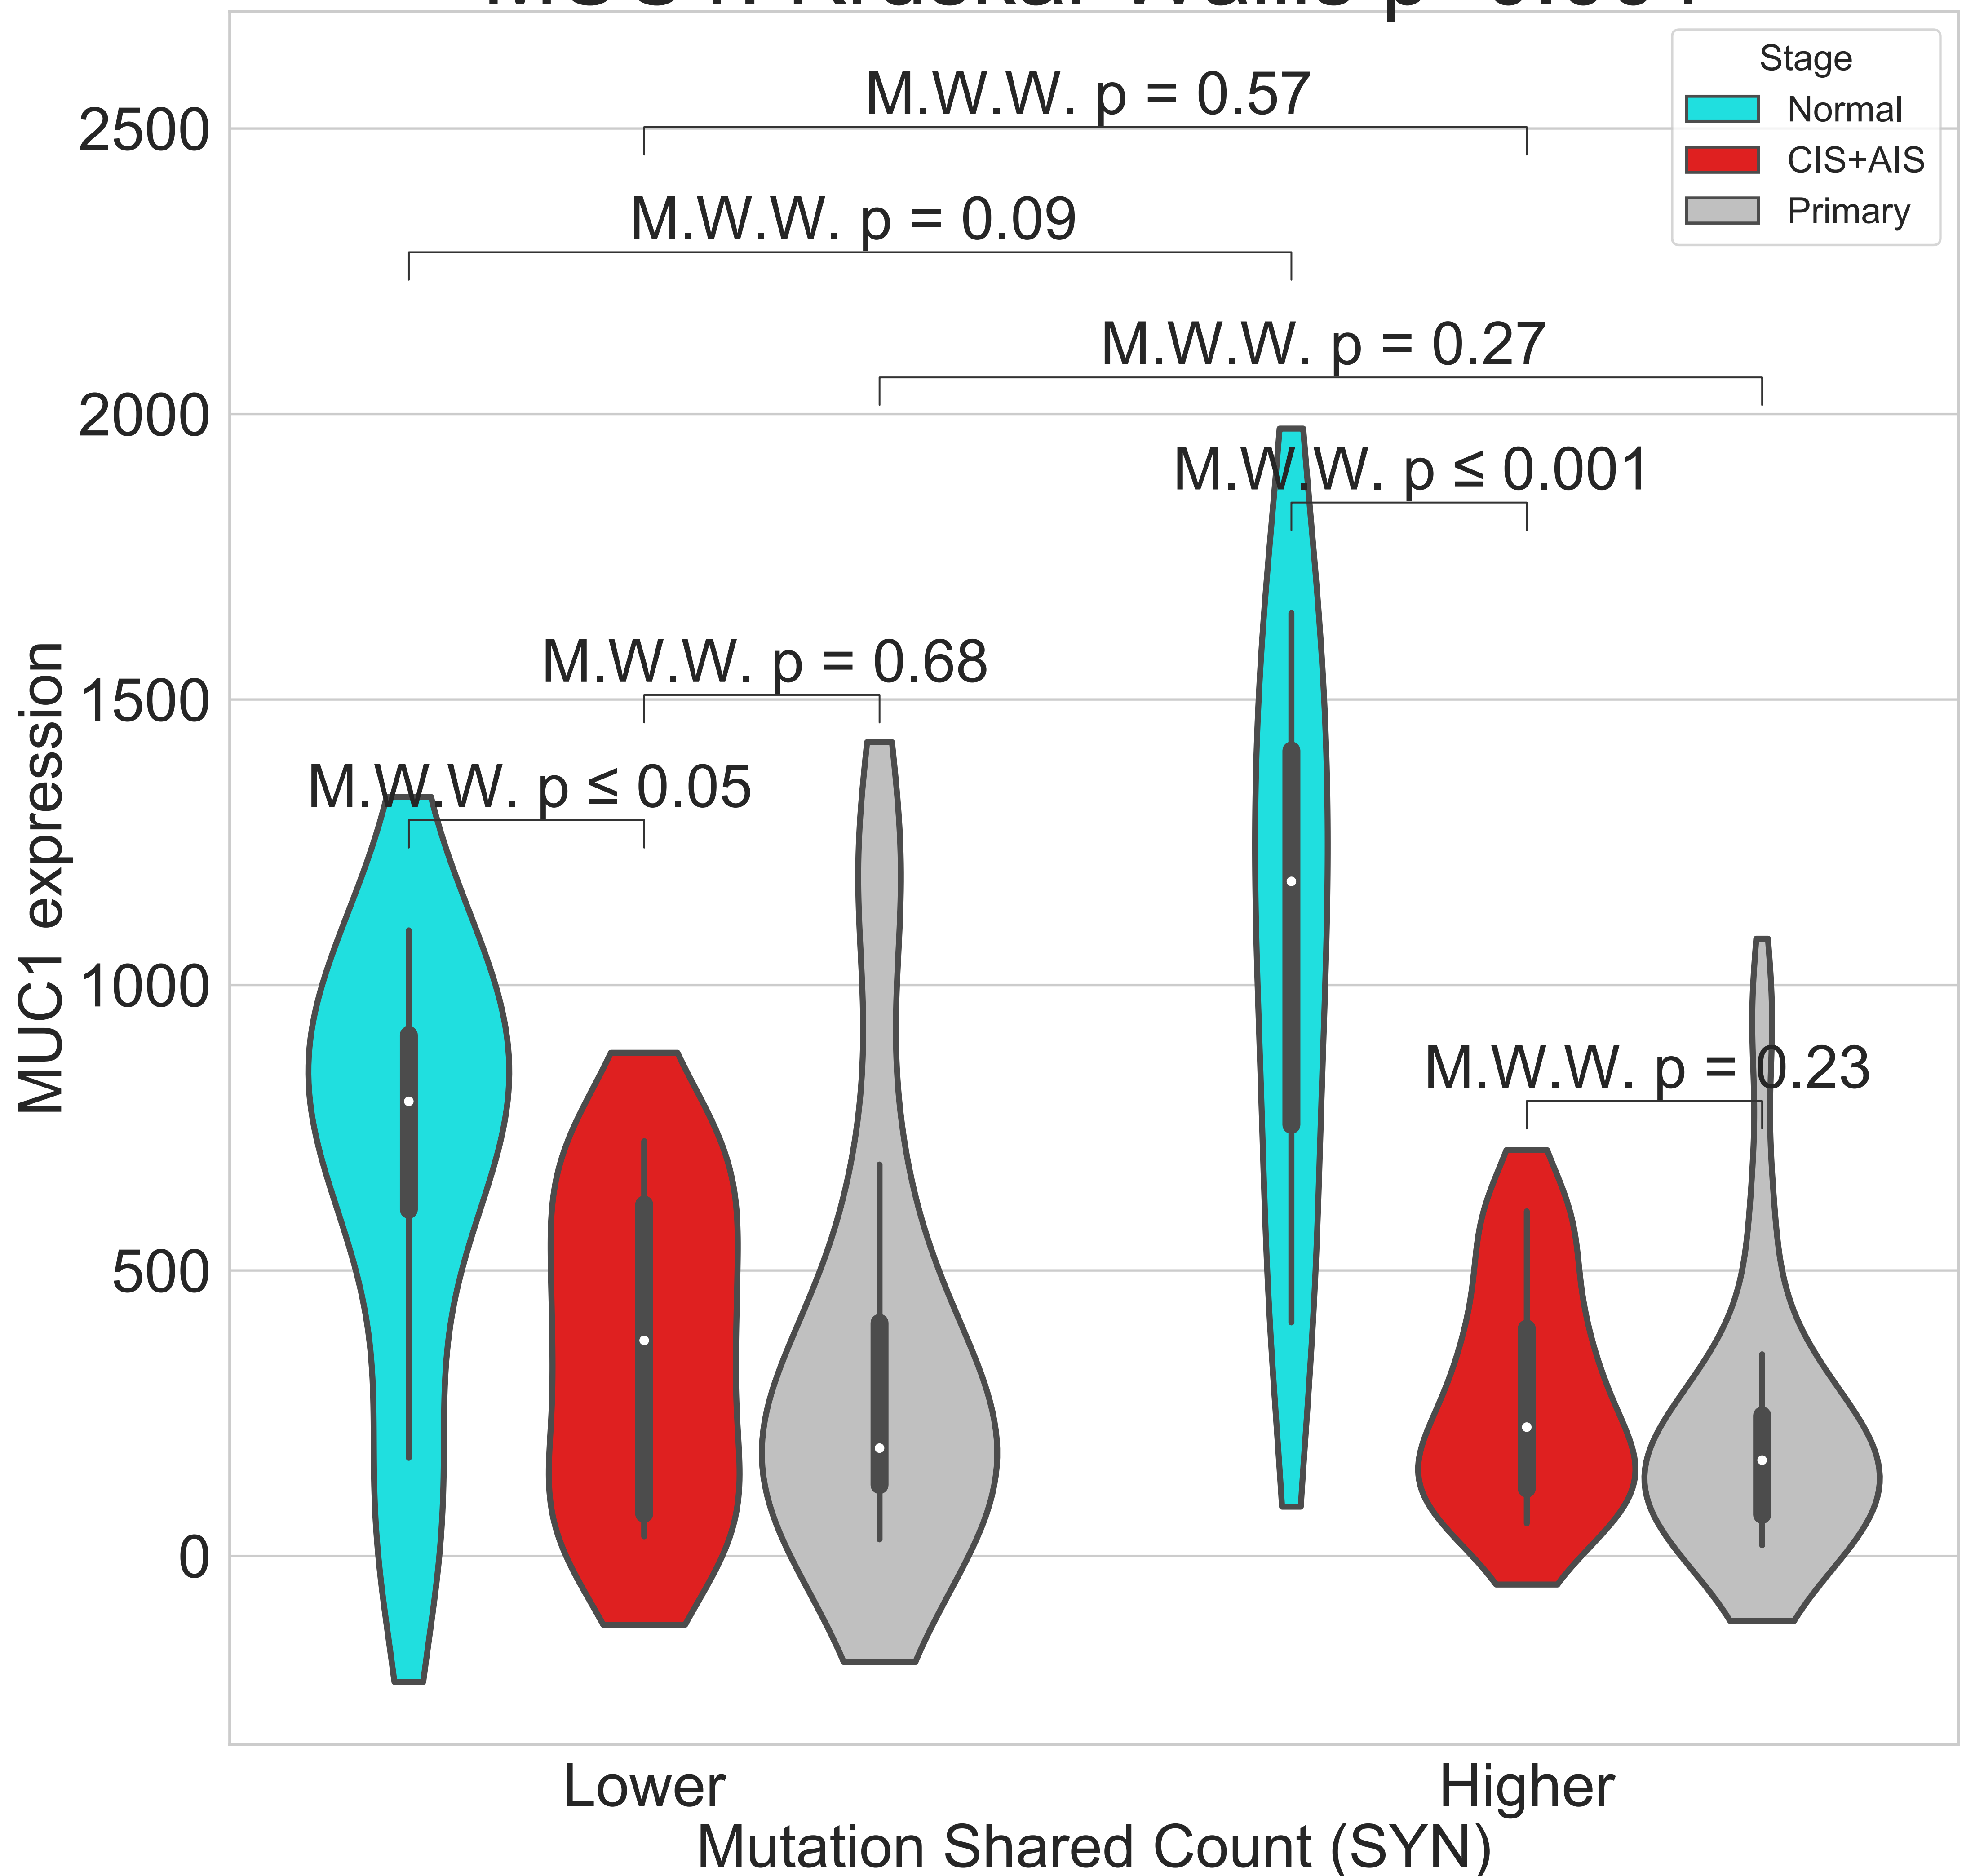 M.W.W. p = 0.57
M.W.W. p = 0.09
M.W.W. p = 0.27
M.W.W. p ≤ 0.001
M.W.W. p = 0.68
M.W.W. p ≤ 0.05
M.W.W. p = 0.23
Stage
Normal
CIS+AIS
Primary
2500
2000
1500
1000
500
0
MUC1 expression
Lower
Higher
Mutation Shared Count (SYN)